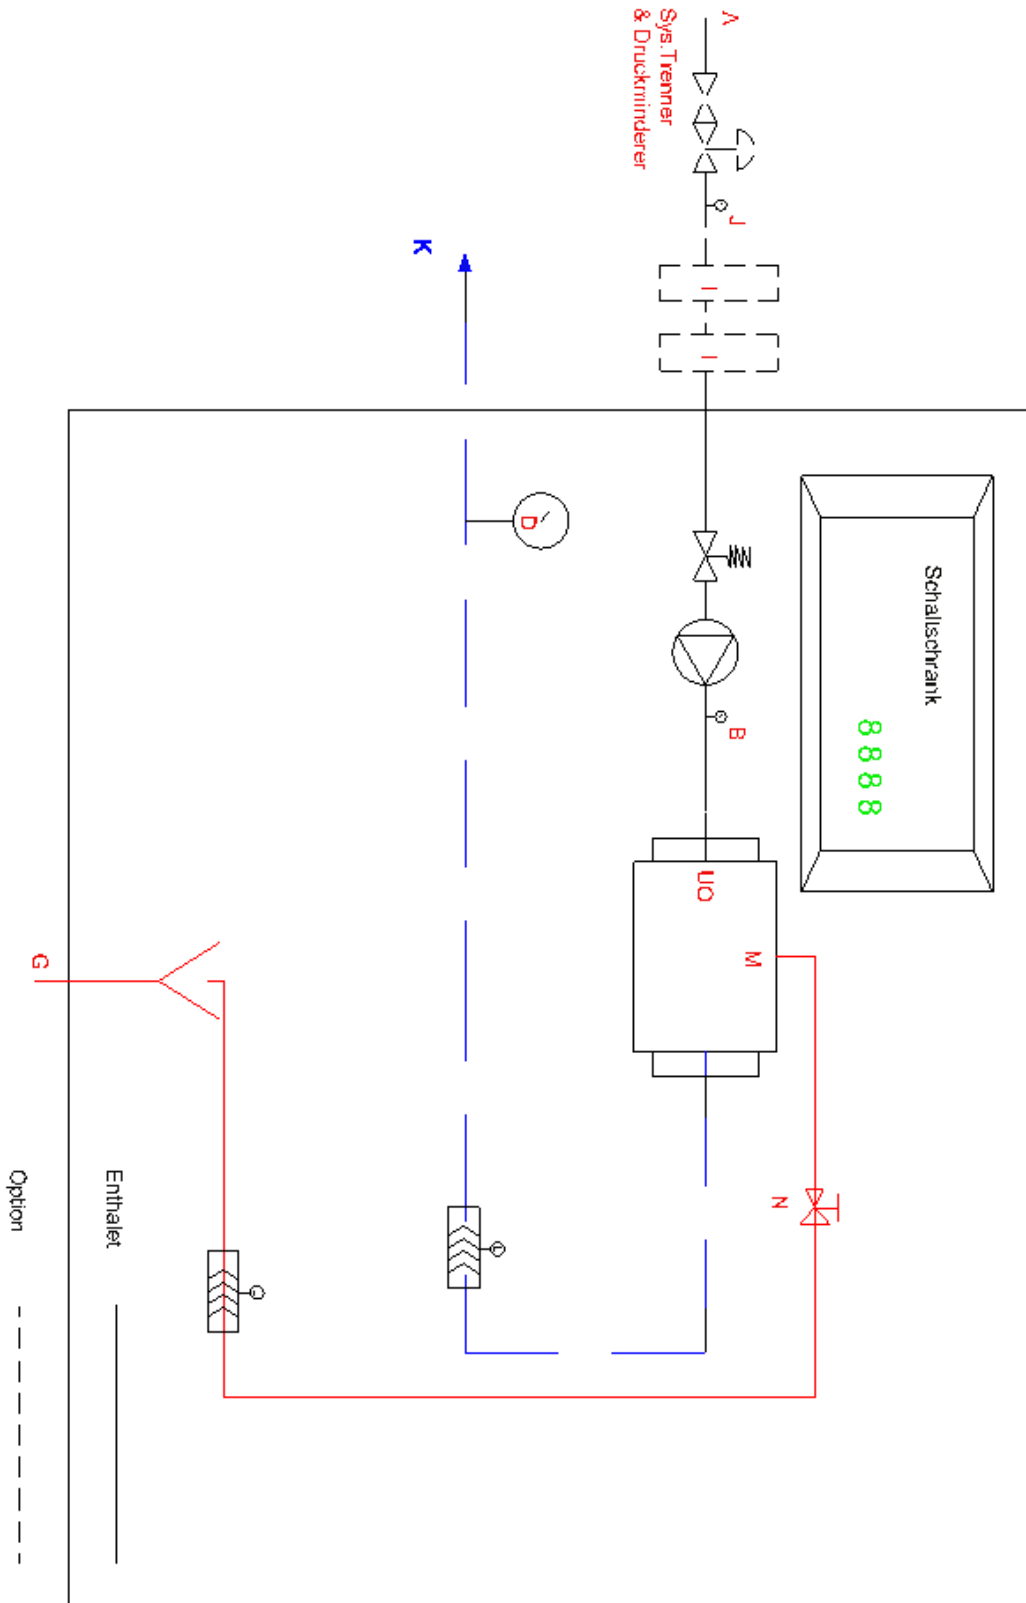 Schaltschrank
8888
N
M
A
J
B
I
I
UO
Sys.Trenner
& Druckminderer
D
K
Enthalet
G
Option